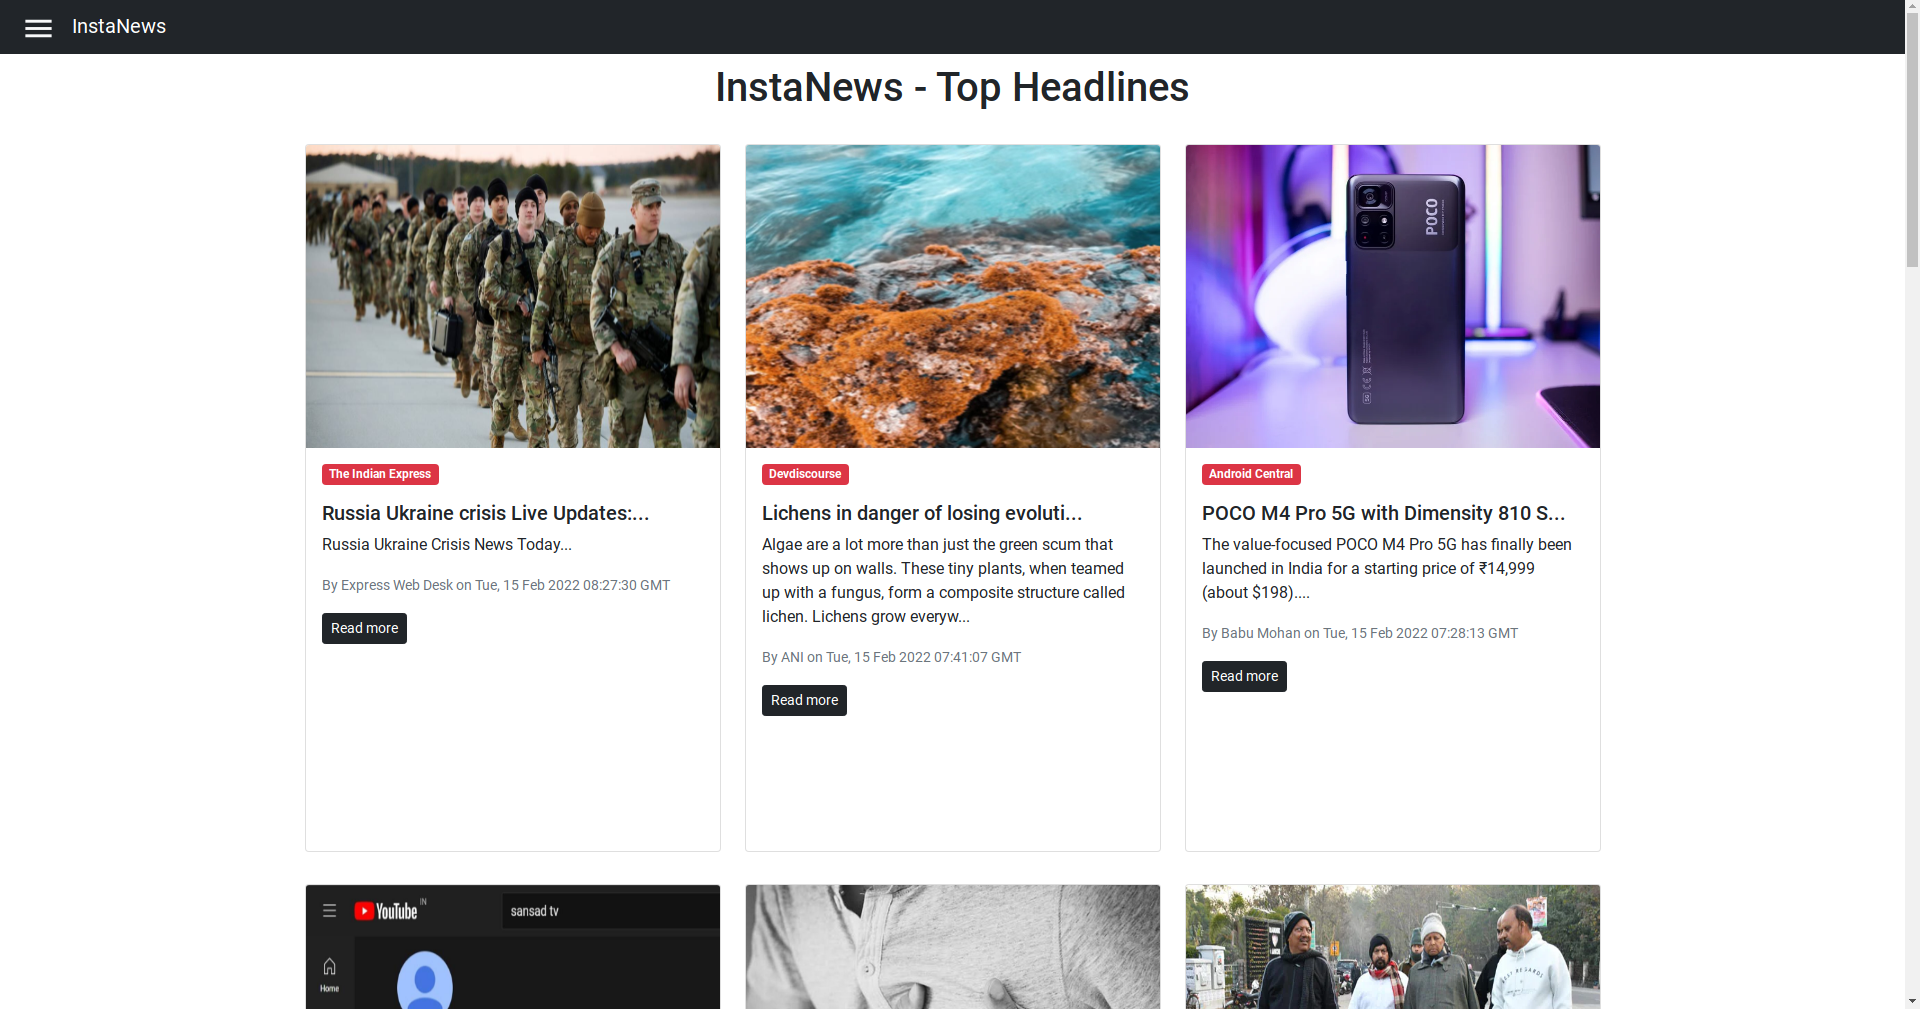 InstaNews
InstaNews - Top Headlines
POCO
5G
The Indian Express
Russia Ukraine crisis Live Updates:...
Russia Ukraine Crisis News Today...
By Express Web Desk on Tue, 15 Feb 2022 08:27:30 GMT
Read more
Devdiscourse
Lichens in danger of losing evoluti...
Algae are a lot more than just the green scum that
shows up on walls. These tiny plants, when teamed
up with a fungus, form a composite structure called
lichen. Lichens grow everyw...
By ANI on Tue, 15 Feb 2022 07:41:07 GMT
Read more
Android Central
POCO M4 Pro 5G with Dimensity 810 S...
The value-focused POCO M4 Pro 5G has finally been
launched in India for a starting price of ₹14,999
(about $198)....
By Babu Mohan on Tue, 15 Feb 2022 07:28:13 GMT
Read more
YouTube IN
sansad tv
Home